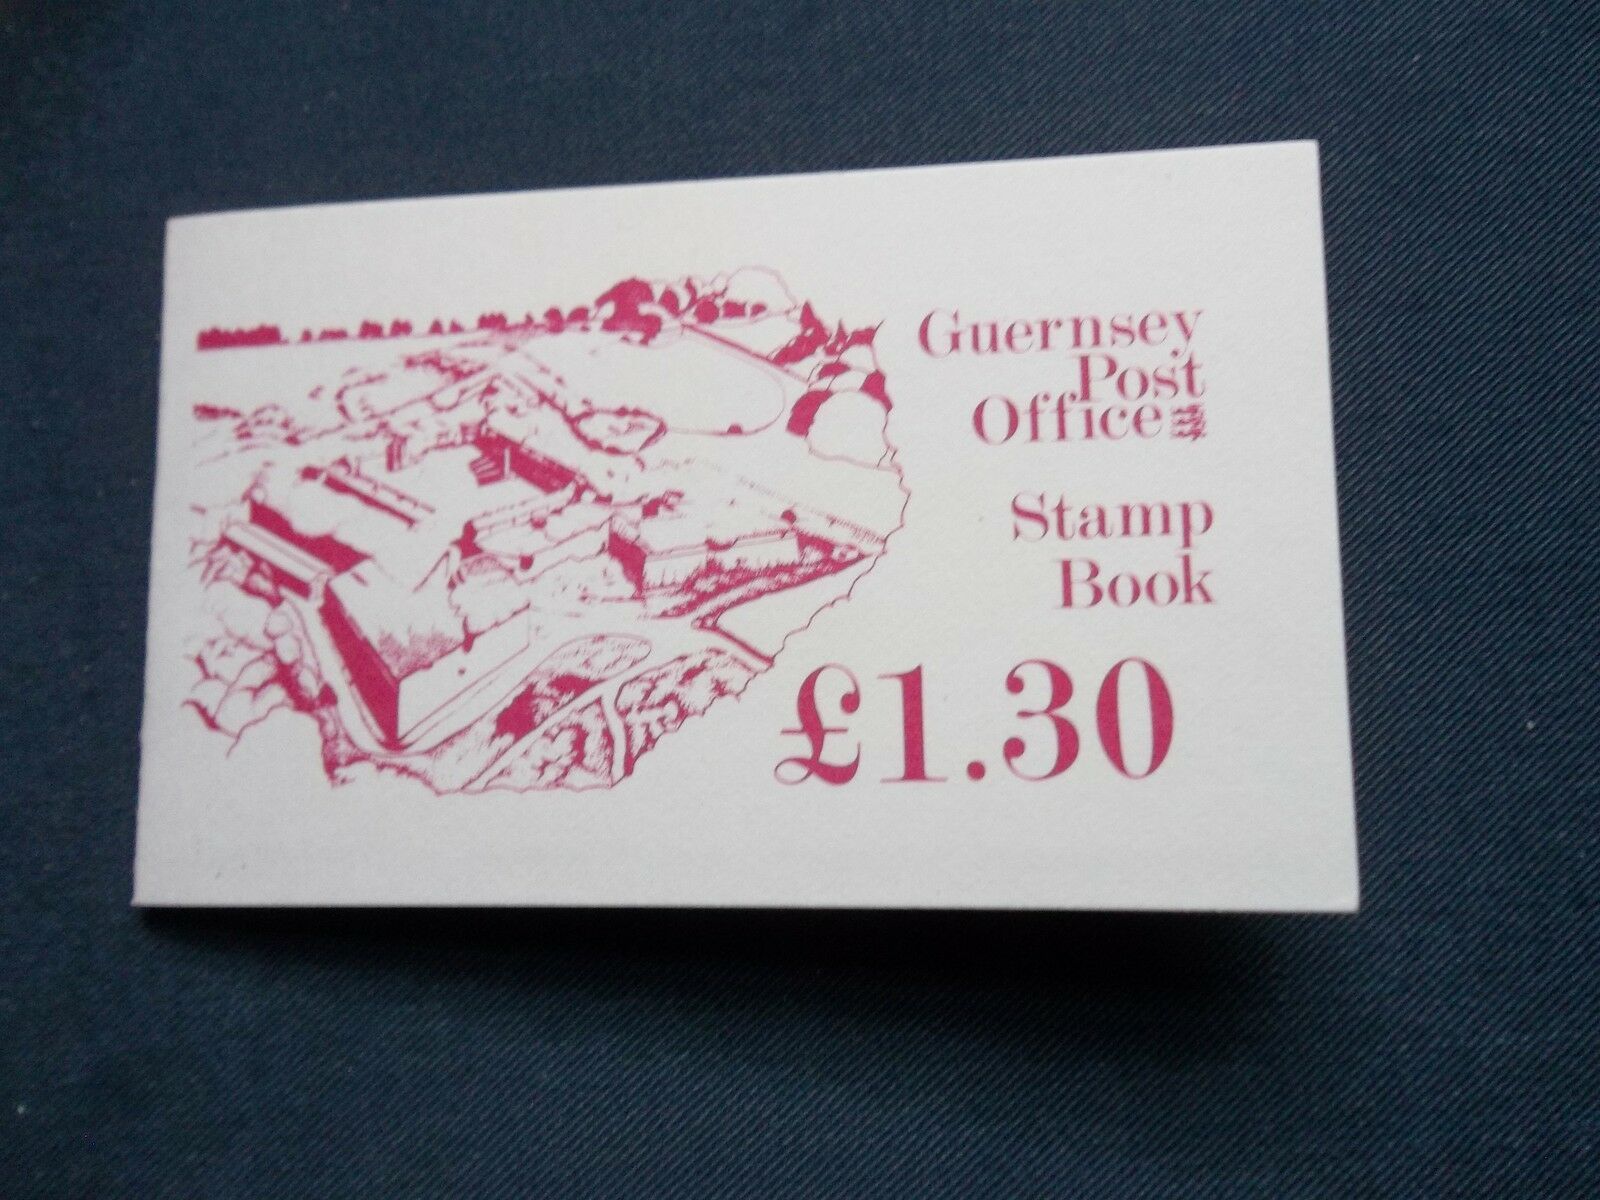 Guernsey
Post
Office
Stamp
Book
£1.30